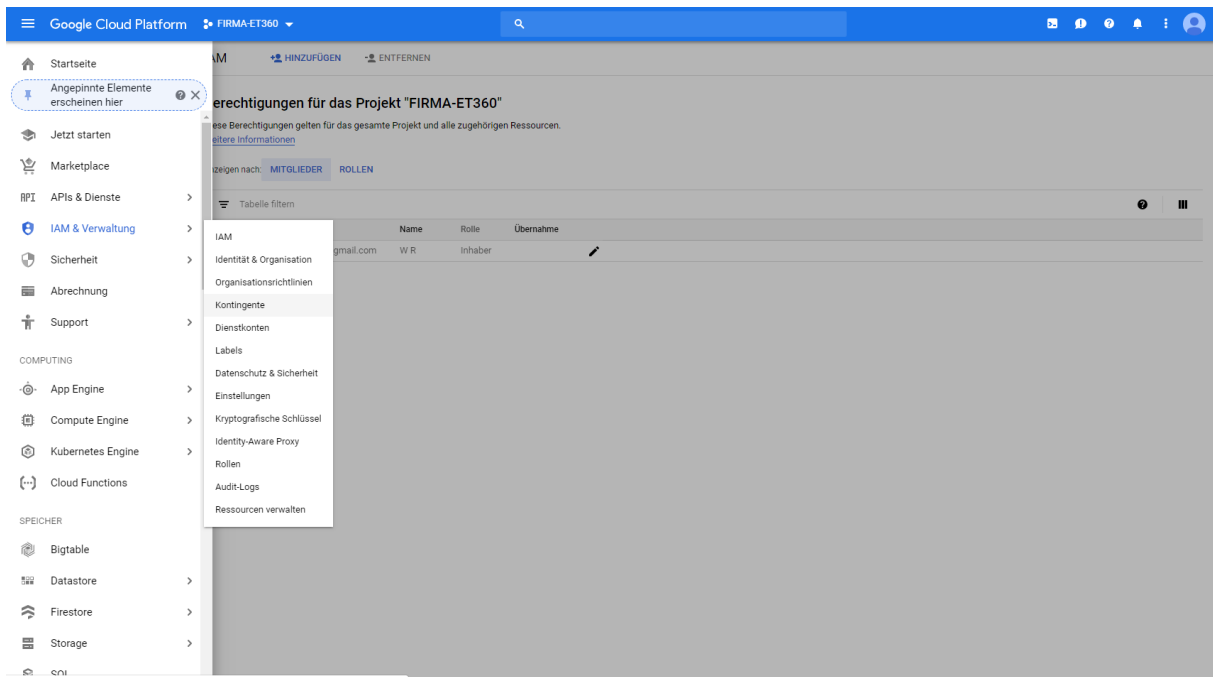 Google Cloud Platform
FIRMA-ET360
Startseite
Angepinnte Elemente
erscheinen hier
Jetzt starten
Marketplace
API
APIs & Dienste
IAM & Verwaltung
Sicherheit
Abrechnung
Support
COMPUTING
App Engine
Compute Engine
Kubernetes Engine
Cloud Functions
SPEICHER
Bigtable
Datastore
Firestore
Storage
SQL
IAM
Identität & Organisation
Organisationsrichtlinien
Kontingente
Dienstkonten
Labels
Datenschutz & Sicherheit
Einstellungen
Kryptografische Schlüssel
Identity-Aware Proxy
Rollen
Audit-Logs
Ressourcen verwalten
AM
HINZUFÜGEN
ENTFERNEN
erechtigungen für das Projekt "FIRMA-ET360"
ese Berechtigungen gelten für das gesamte Projekt und alle zugehörigen Ressourcen.
eitere Informationen
zeigen nach: MITGLIEDER ROLLEN
Tabelle filtern
Name Rolle Übernahme
gmail.com W R Inhaber